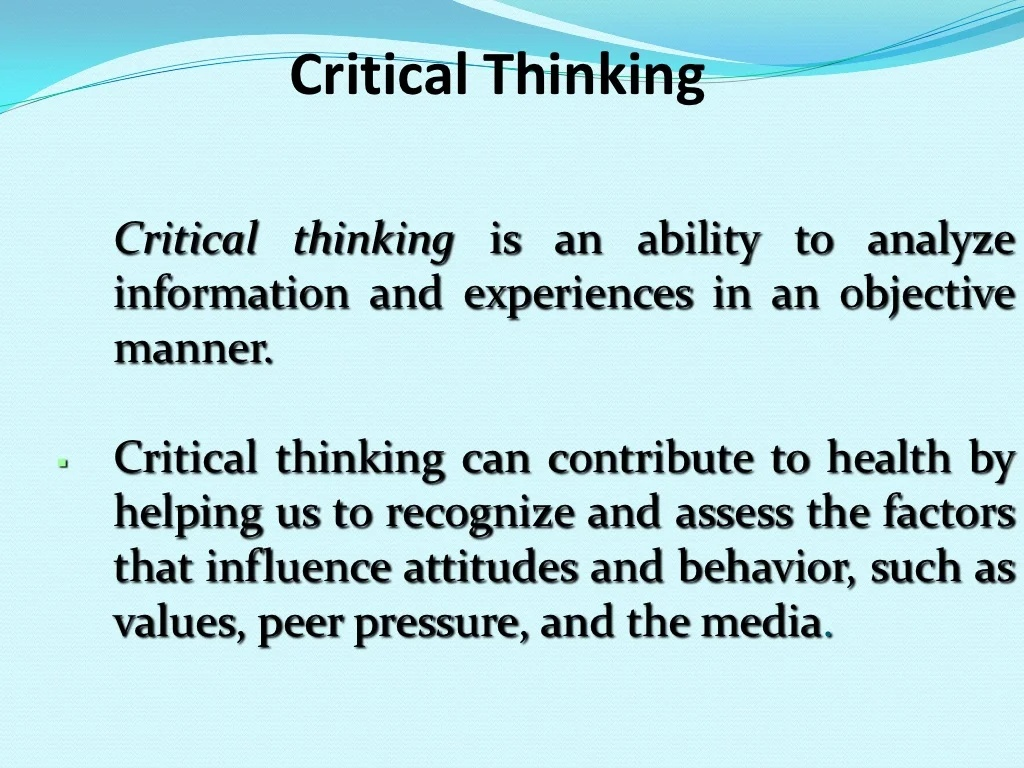 Critical Thinking
Critical thinking is an ability to analyze
information and experiences in an objective
manner.
Critical thinking can contribute to health by
helping us to recognize and assess the factors
that influence attitudes and behavior, such as
values, peer pressure, and the media.